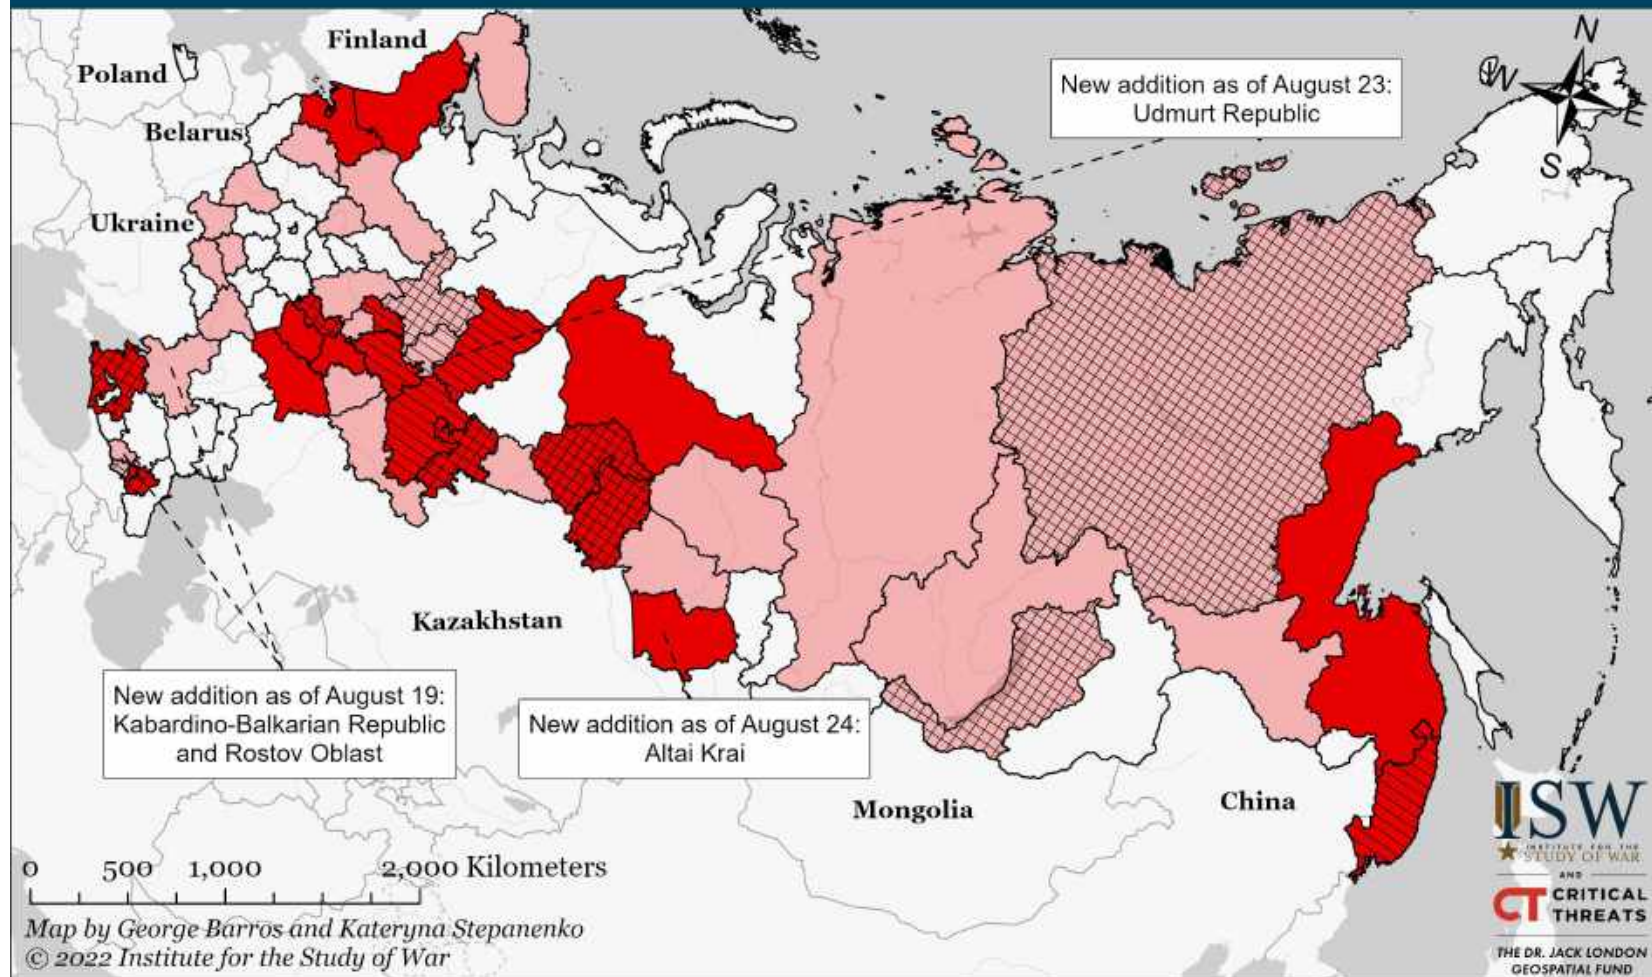 Finland
Poland
Belarus
Ukraine
New addition as of August 23:
Udmurt Republic
N
W
E
S
Kazakhstan
New addition as of August 19:
Kabardino-Balkarian Republic
and Rostov Oblast
New addition as of August 24:
Altai Krai
Mongolia
China
0 500 1,000 2,000 Kilometers
Map by George Barros and Kateryna Stepanenko
© 2022 Institute for the Study of War
ISW
INSTITUTE FOR THE
STUDY OF WAR
AND
CT CRITICAL
THREATS
THE DR. JACK LONDON
GEOSPATIAL FUND